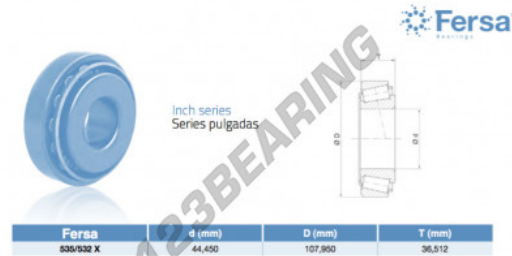 Fersa
Bearings
Inch series
Series pulgadas
Ø D
Ø d
123BEARING
Fersa d (mm) D (mm) T (mm)
535/532 X 44,450 107,950 36,512